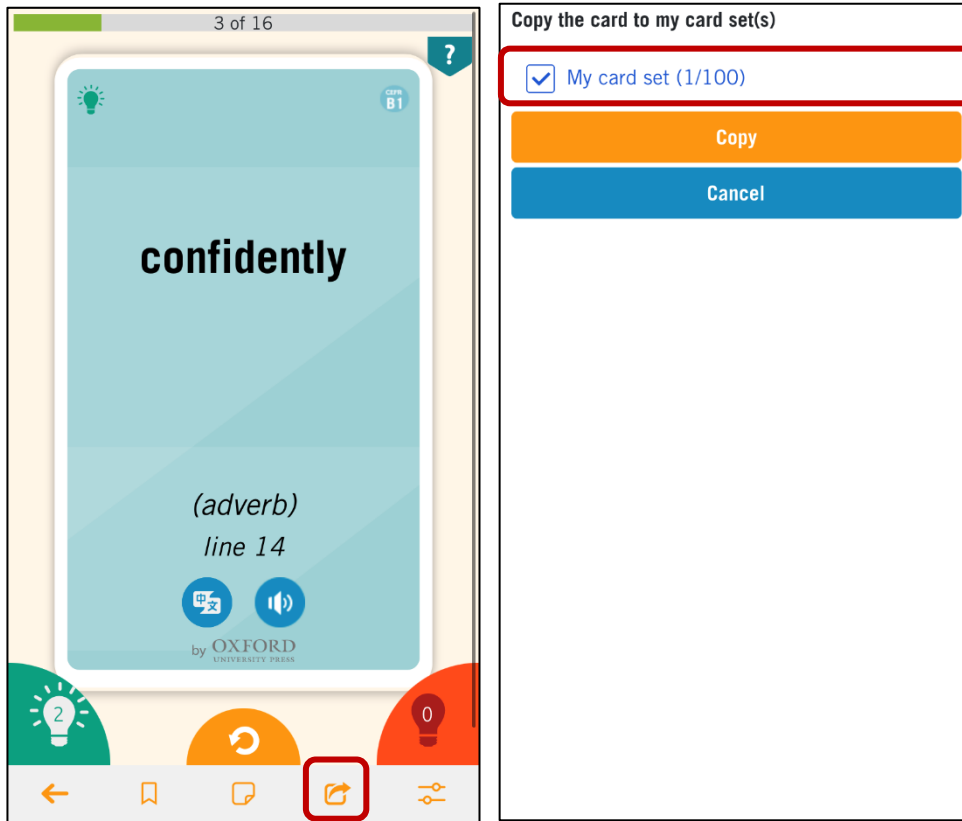 3 of 16
?
CEFR
B1
confidently
(adverb)
line 14
中文
by OXFORD
UNIVERSITY PRESS
2
0
Copy the card to my card set(s)
My card set (1/100)
Copy
Cancel